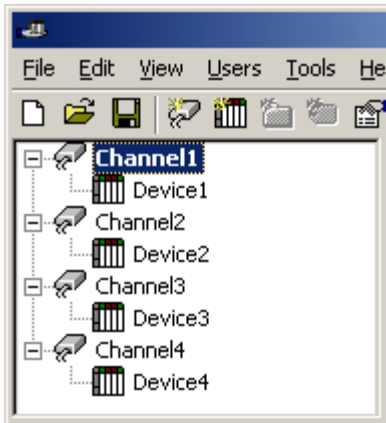 File Edit View Users Tools He
Channel1
Device1
Channel2
Device2
Channel3
Device3
Channel4
Device4